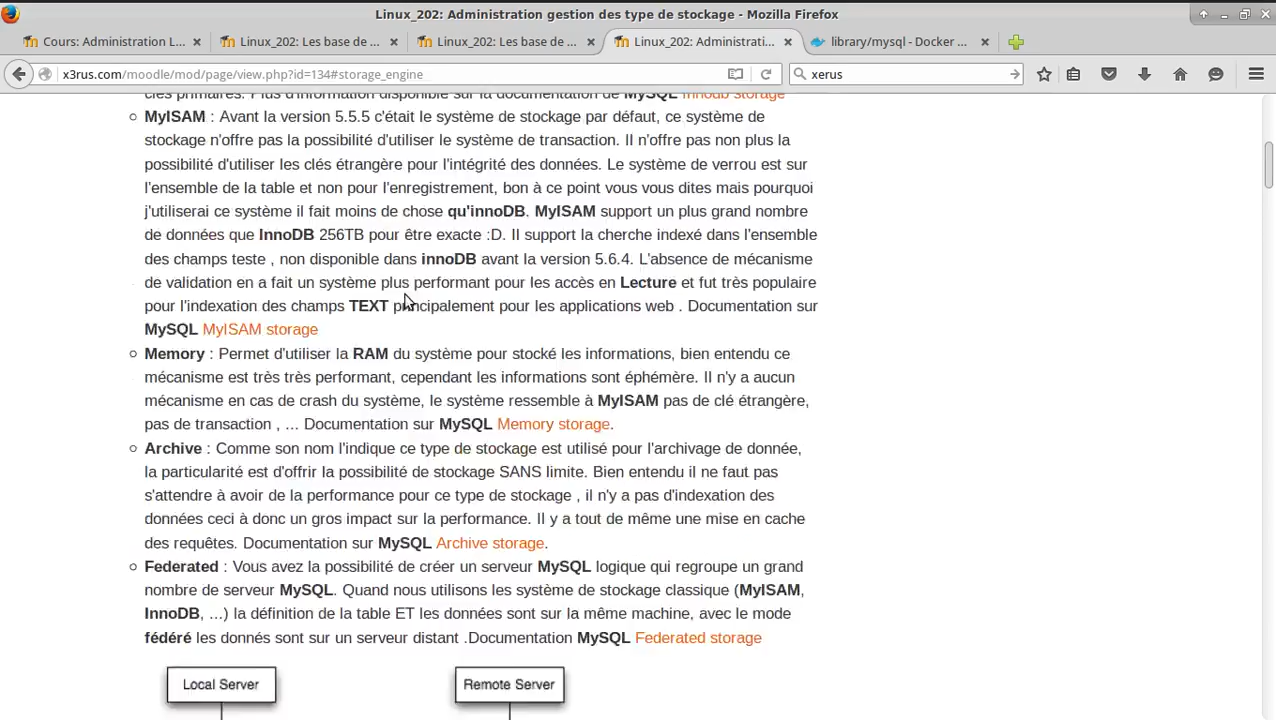 Linux_202: Administration gestion des type de stockage - Mozilla Firefox
Cours: Administration L... Linux_202: Les base de ... Linux_202: Les base de ... Linux_202: Administrati... library/mysql - Docker ...
x3rus.com/moodle/mod/page/view.php?id=134#storage_engine xerus
clés primaires. Plus d'information disponible sur la documentation de MySQL Innodb storage
MyISAM : Avant la version 5.5.5 c'était le système de stockage par défaut, ce système de
stockage n'offre pas la possibilité d'utiliser le système de transaction. Il n'offre pas non plus la
possibilité d'utiliser les clés étrangère pour l'intégrité des données. Le système de verrou est sur
l'ensemble de la table et non pour l'enregistrement, bon à ce point vous vous dites mais pourquoi
j'utiliserai ce système il fait moins de chose qu'innoDB. MyISAM support un plus grand nombre
de données que InnoDB 256TB pour être exacte :D. Il support la cherche indexé dans l'ensemble
des champs teste , non disponible dans innoDB avant la version 5.6.4. L'absence de mécanisme
de validation en a fait un système plus performant pour les accès en Lecture et fut très populaire
pour l'indexation des champs TEXT principalement pour les applications web . Documentation sur
MySQL MyISAM storage
Memory : Permet d'utiliser la RAM du système pour stocké les informations, bien entendu ce
mécanisme est très très performant, cependant les informations sont éphémère. Il n'y a aucun
mécanisme en cas de crash du système, le système ressemble à MyISAM pas de clé étrangère,
pas de transaction , ... Documentation sur MySQL Memory storage.
Archive : Comme son nom l'indique ce type de stockage est utilisé pour l'archivage de donnée,
la particularité est d'offrir la possibilité de stockage SANS limite. Bien entendu il ne faut pas
s'attendre à avoir de la performance pour ce type de stockage , il n'y a pas d'indexation des
données ceci à donc un gros impact sur la performance. Il y a tout de même une mise en cache
des requêtes. Documentation sur MySQL Archive storage.
Federated : Vous avez la possibilité de créer un serveur MySQL logique qui regroupe un grand
nombre de serveur MySQL. Quand nous utilisons les système de stockage classique (MyISAM,
InnoDB, ...) la définition de la table ET les données sont sur la même machine, avec le mode
fédéré les donnés sont sur un serveur distant .Documentation MySQL Federated storage
Local Server Remote Server